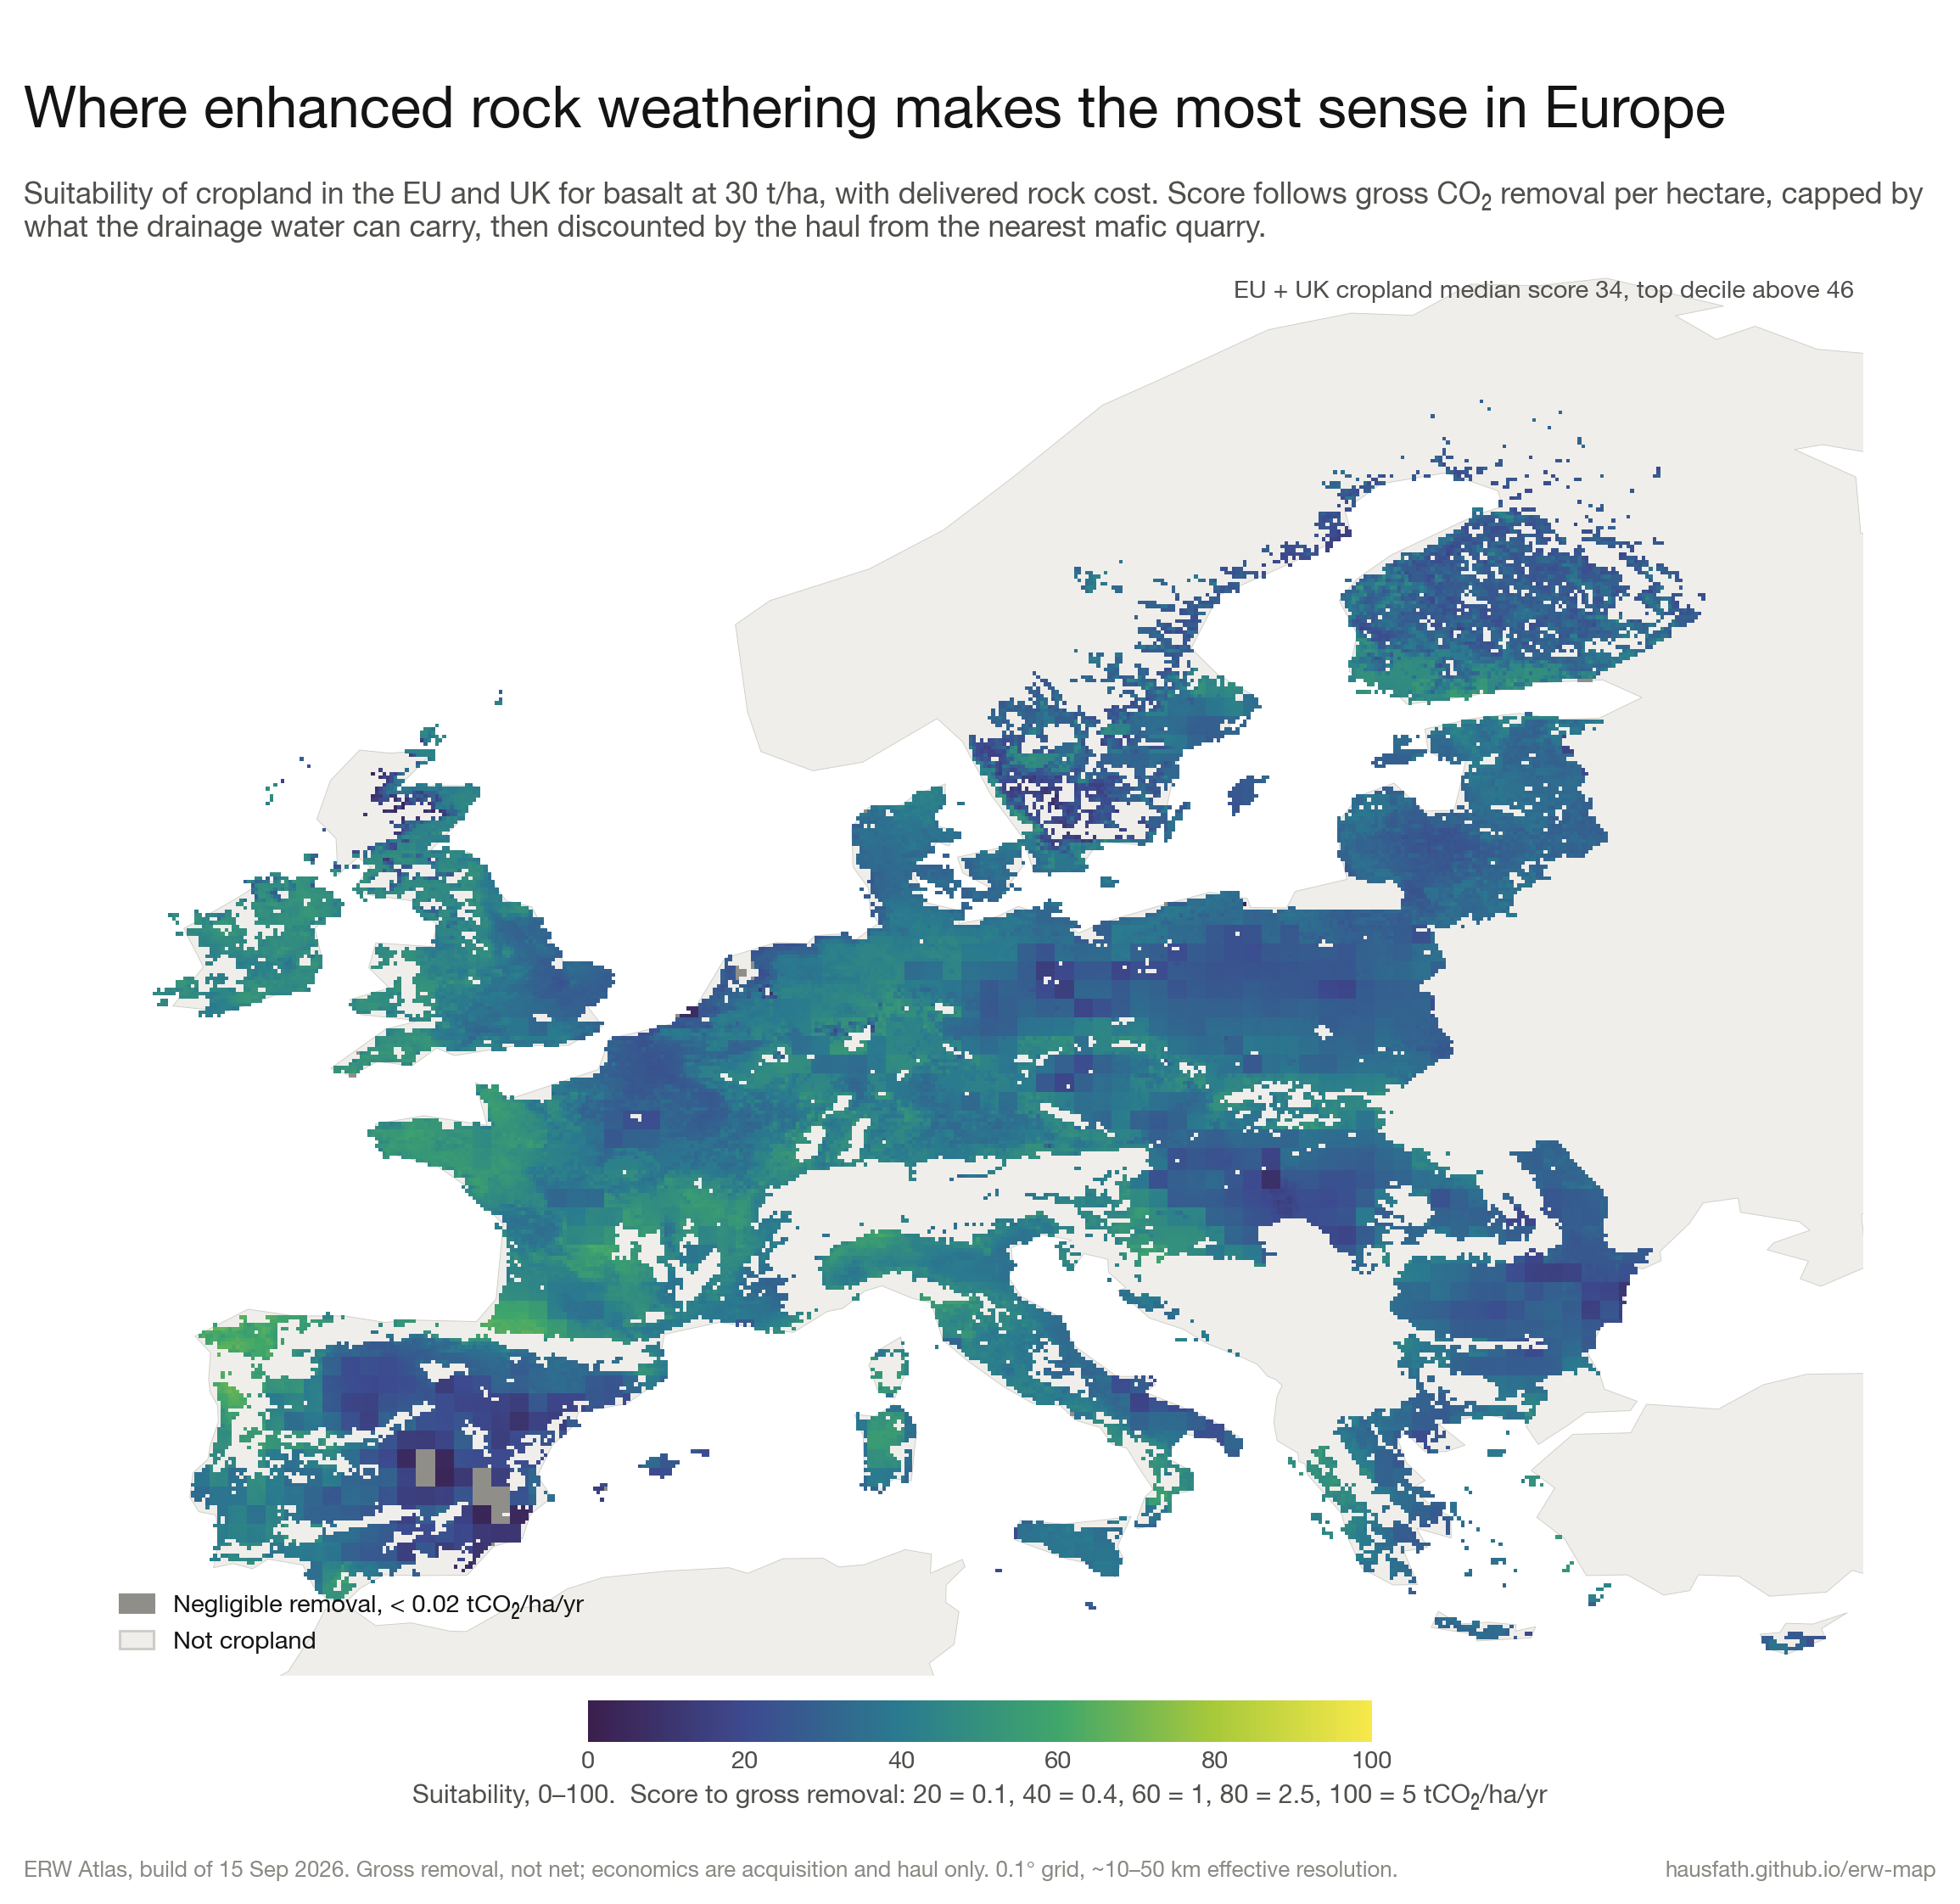 Where enhanced rock weathering makes the most sense in Europe
Suitability of cropland in the EU and UK for basalt at 30 t/ha, with delivered rock cost. Score follows gross CO₂ removal per hectare, capped by
what the drainage water can carry, then discounted by the haul from the nearest mafic quarry.
EU + UK cropland median score 34, top decile above 46
Negligible removal, < 0.02 tCO₂/ha/yr
Not cropland
0 20 40 60 80 100
Suitability, 0–100. Score to gross removal: 20 = 0.1, 40 = 0.4, 60 = 1, 80 = 2.5, 100 = 5 tCO₂/ha/yr
ERW Atlas, build of 15 Sep 2026. Gross removal, not net; economics are acquisition and haul only. 0.1° grid, ~10–50 km effective resolution.
hausfath.github.io/erw-map